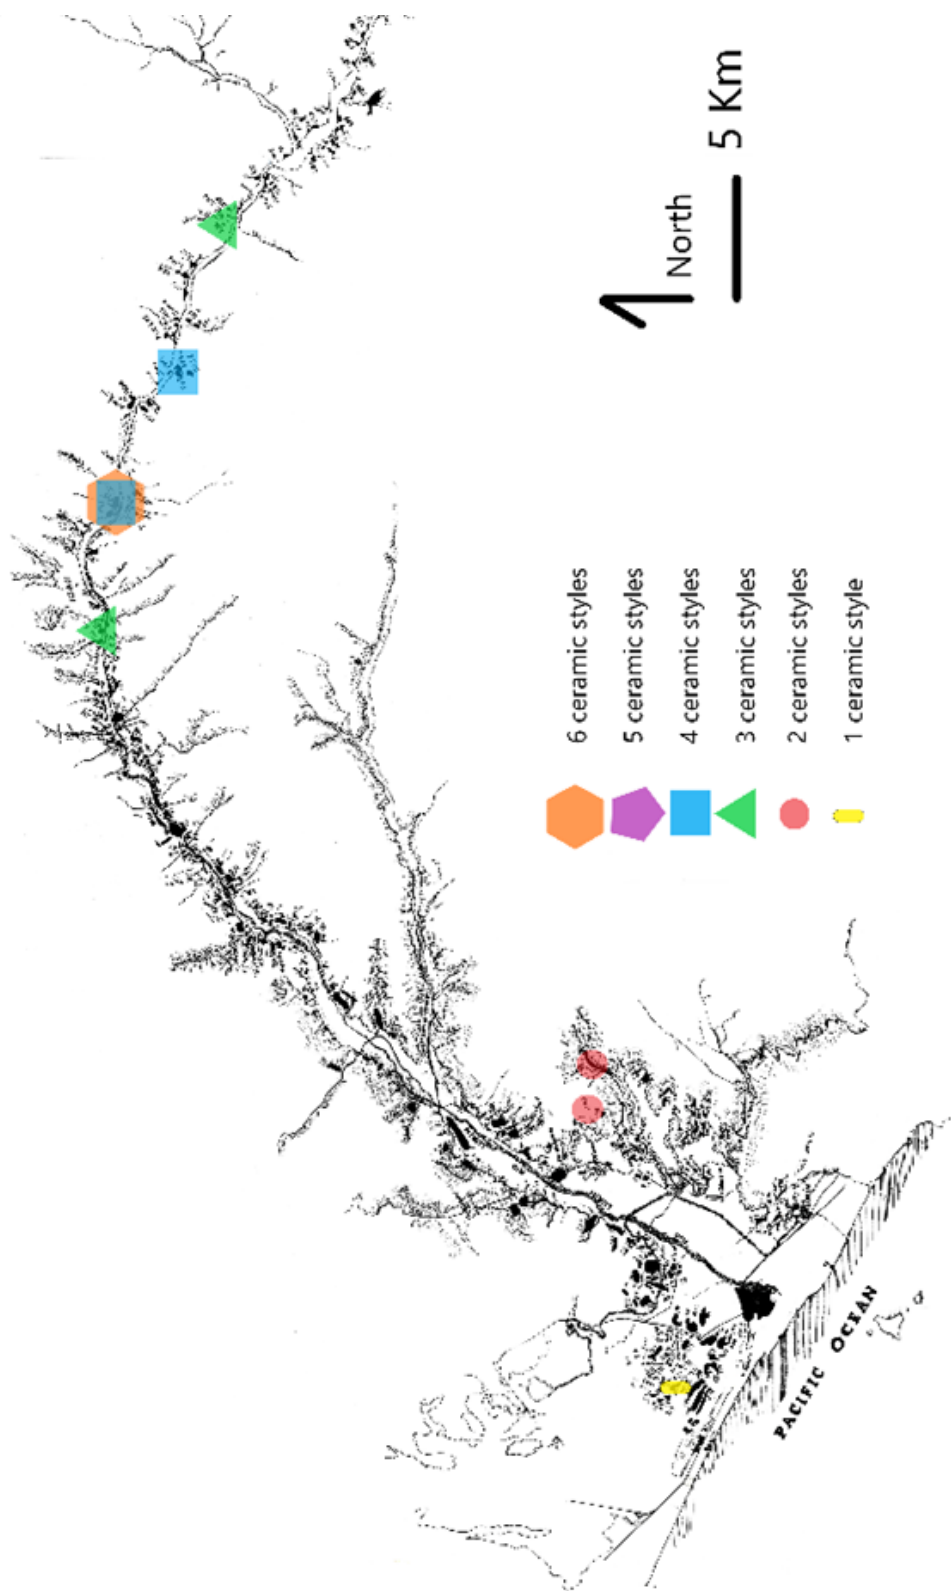 5 Km
North
6 ceramic styles
5 ceramic styles
4 ceramic styles
3 ceramic styles
2 ceramic styles
1 ceramic style
PACIFIC OCEAN